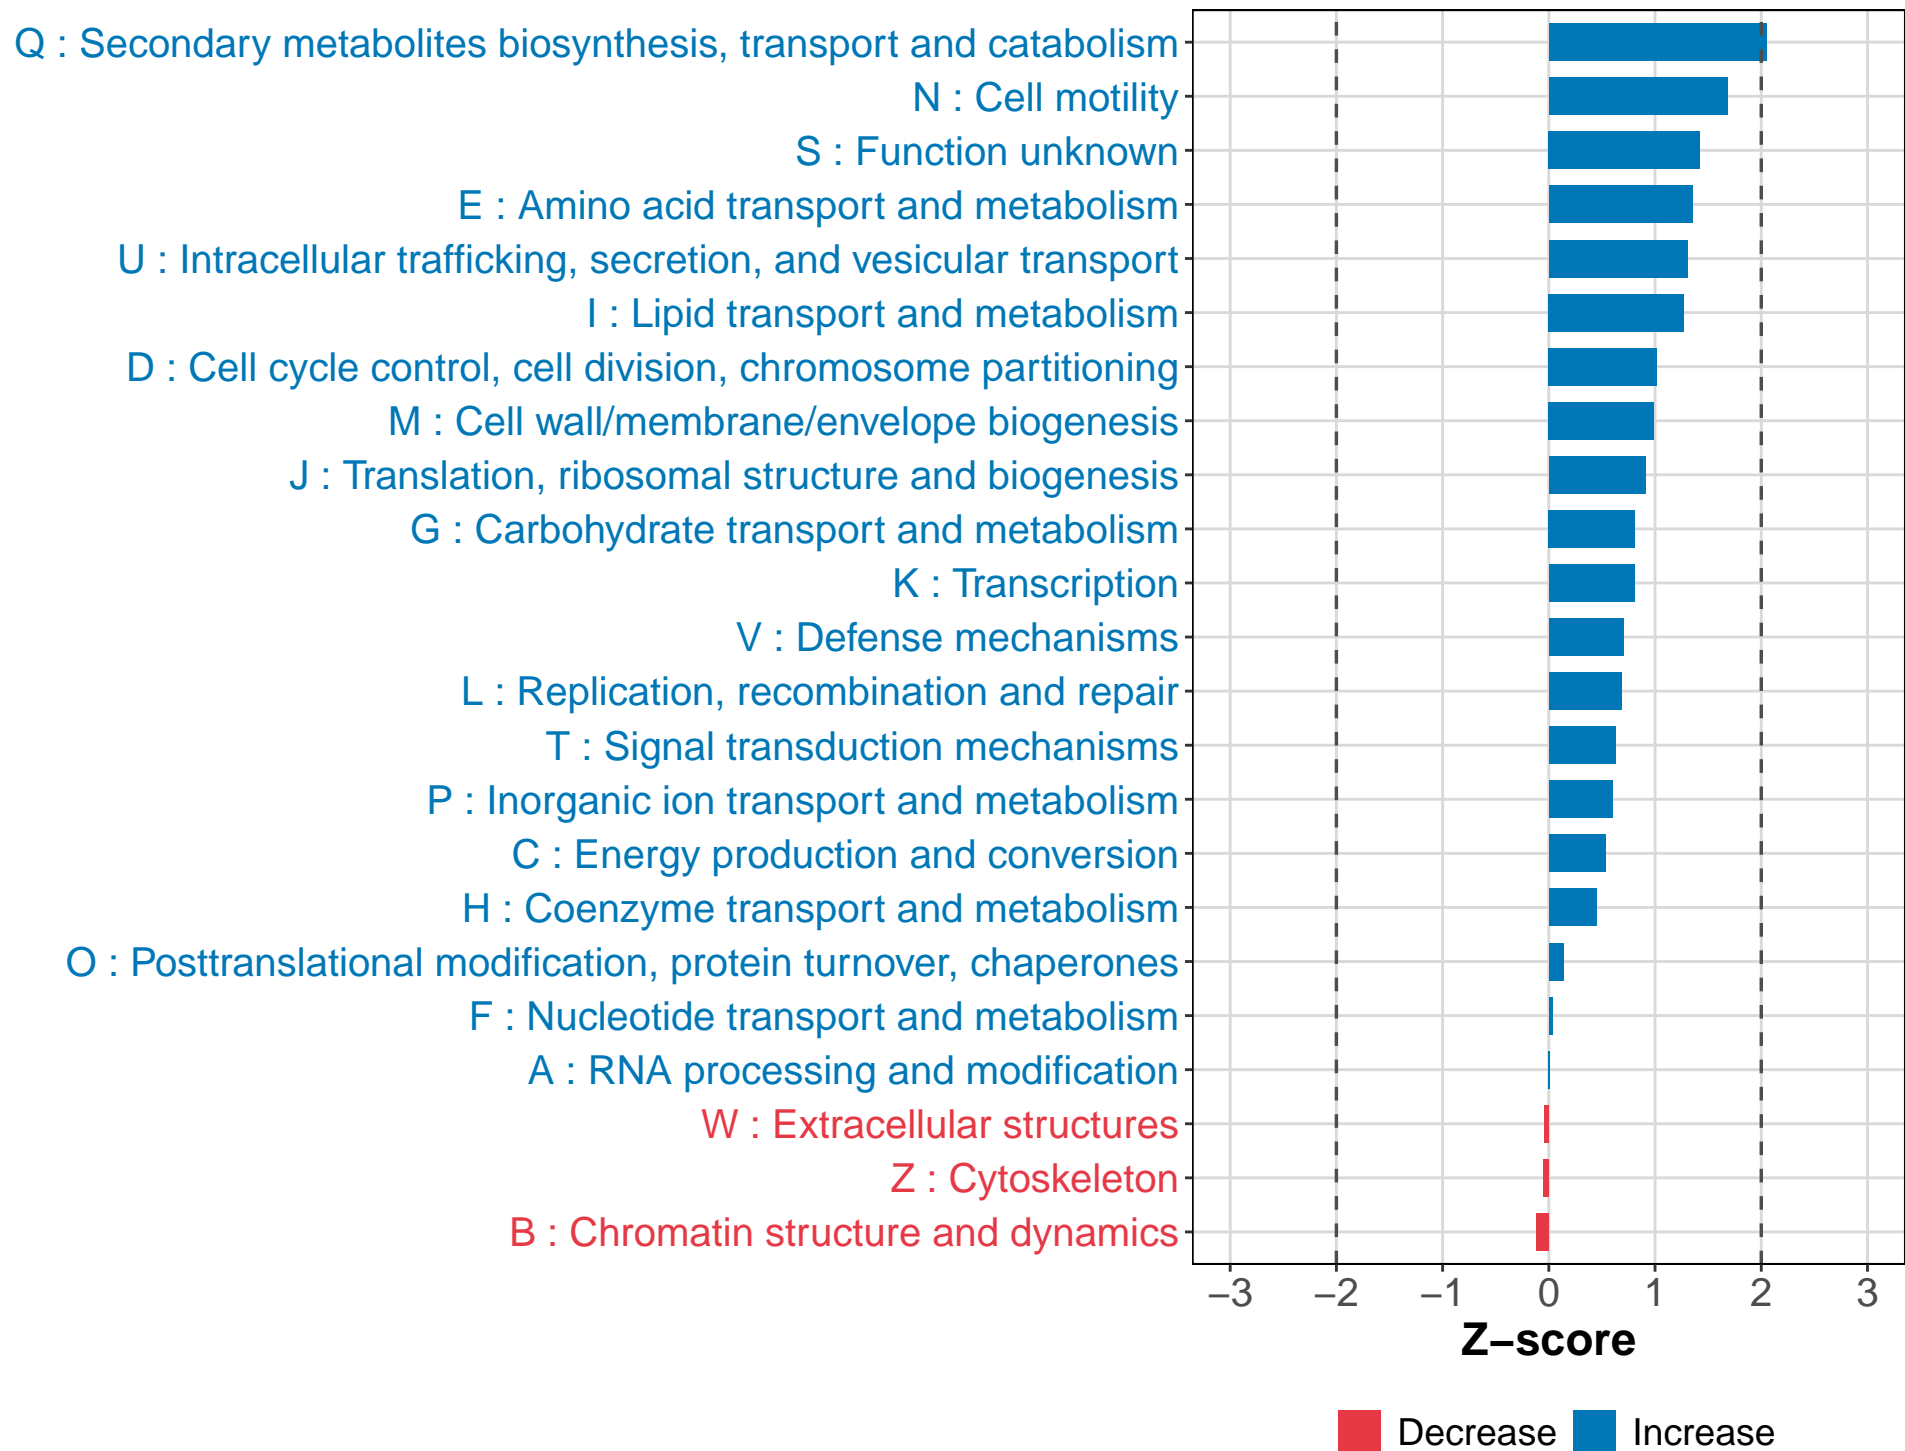 Q : Secondary metabolites biosynthesis, transport and catabolism
N : Cell motility
S : Function unknown
E : Amino acid transport and metabolism
U : Intracellular trafficking, secretion, and vesicular transport
I : Lipid transport and metabolism
D : Cell cycle control, cell division, chromosome partitioning
M : Cell wall/membrane/envelope biogenesis
J : Translation, ribosomal structure and biogenesis
G : Carbohydrate transport and metabolism
K : Transcription
V : Defense mechanisms
L : Replication, recombination and repair
T : Signal transduction mechanisms
P : Inorganic ion transport and metabolism
C : Energy production and conversion
H : Coenzyme transport and metabolism
O : Posttranslational modification, protein turnover, chaperones
F : Nucleotide transport and metabolism
A : RNA processing and modification
W : Extracellular structures
Z : Cytoskeleton
B : Chromatin structure and dynamics
−3 −2 −1 0 1 2 3
Z−score
Decrease Increase